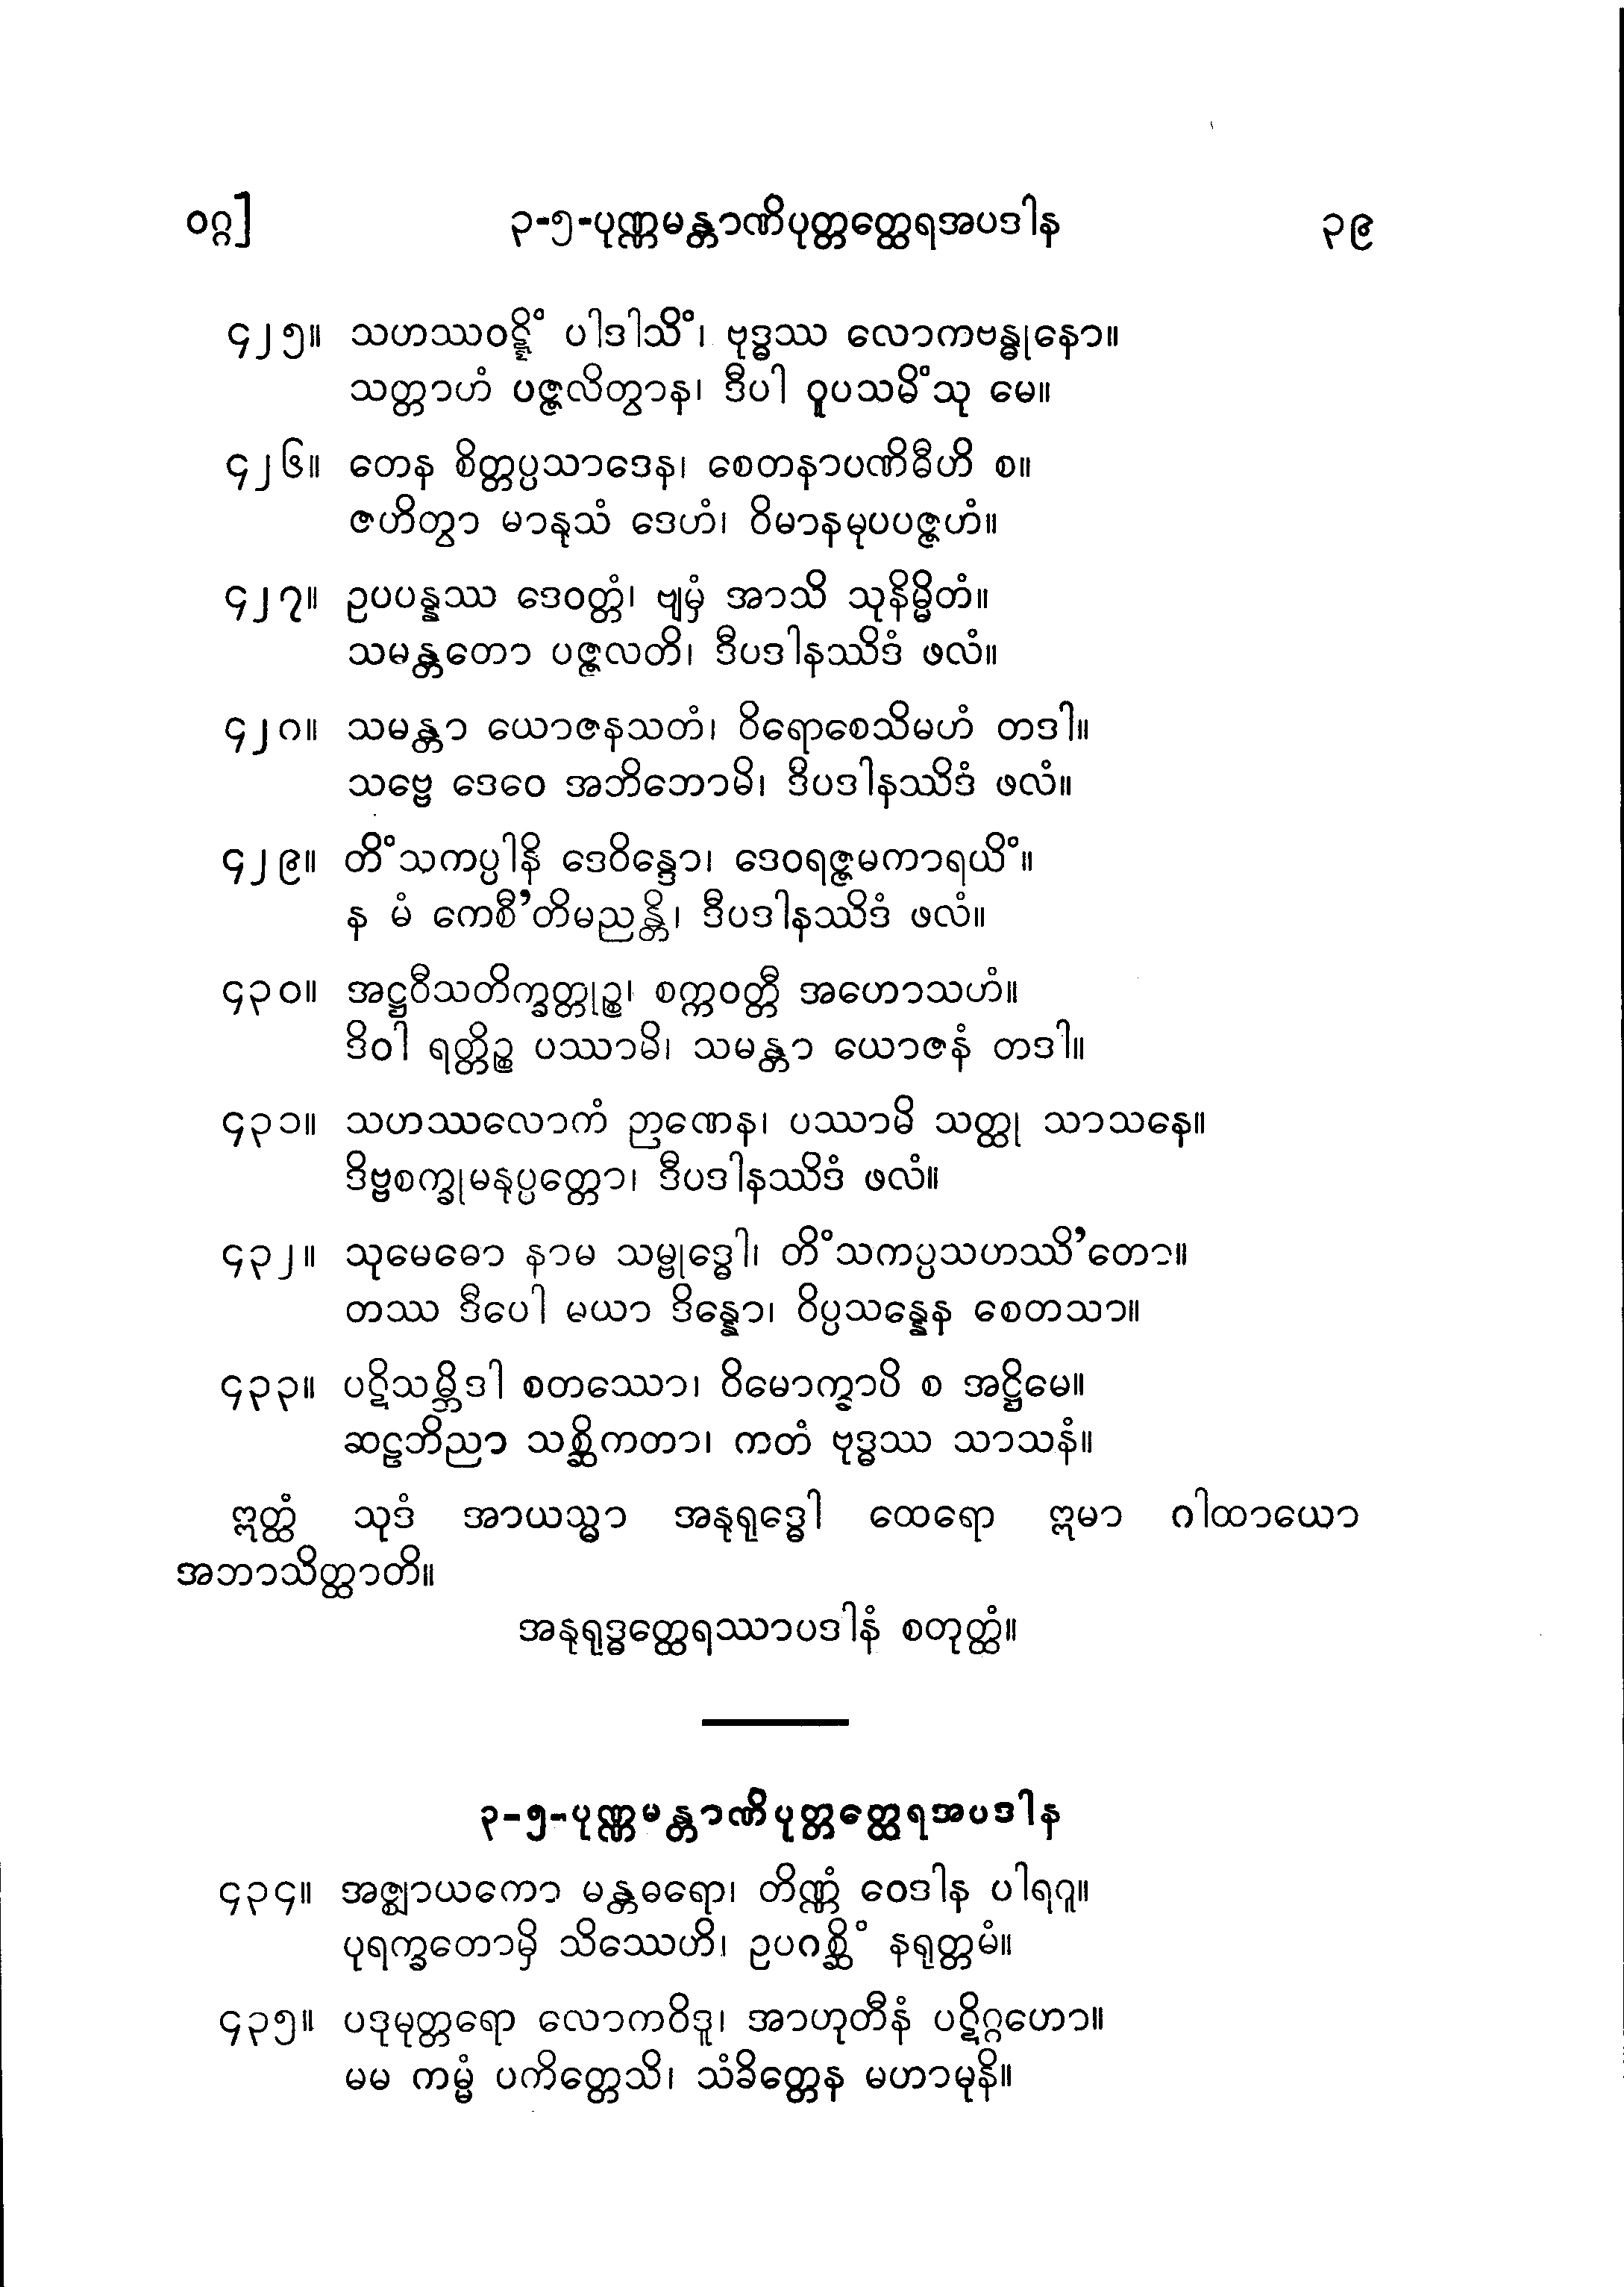 ဝဂ္ဂ] ၃-၅-ပုဏ္ဏမန္တာဏိပုတ္တတ္ထေရအပဒါန ၃၉
၄၂၅။ သဟဿဝဋ္ဋိံ ပါဒါသိံ၊ ဗုဒ္ဓဿ လောကဗန္ဓုနော။
သတ္တာဟံ ပဇ္ဇလိတွာန၊ ဒီပါ ဝူပသမိံသု မေ။
၄၂၆။ တေန စိတ္တပ္ပသာဒေန၊ စေတနာပဏိဓီဟိ စ။
ဇဟိတွာ မာနုသံ ဒေဟံ၊ ဝိမာနမုပပဇ္ဇဟံ။
၄၂၇။ ဥပပန္နဿ ဒေဝတ္တံ၊ ဗျမှံ အာသိ သုနိမ္မိတံ။
သမန္တတော ပဇ္ဇလတိ၊ ဒီပဒါနဿိဒံ ဖလံ။
၄၂၈။ သမန္တာ ယောဇနသတံ၊ ဝိရောစေသိမဟံ တဒါ။
သဗ္ဗေ ဒေဝေ အဘိဘောမိ၊ ဒီပဒါနဿိဒံ ဖလံ။
၄၂၉။ တိံသကပ္ပါနိ ဒေဝိန္ဒော၊ ဒေဝရဇ္ဇမကာရယိံ။
န မံ ကေစီ’တိမညန္တိ၊ ဒီပဒါနဿိဒံ ဖလံ။
၄၃၀။ အဋ္ဌဝီသတိက္ခတ္တုဉ္စ၊ စက္ကဝတ္တီ အဟောသဟံ။
ဒိဝါ ရတ္တိဉ္စ ပဿာမိ၊ သမန္တာ ယောဇနံ တဒါ။
၄၃၁။ သဟဿလောကံ ဉာဏေန၊ ပဿာမိ သတ္ထု သာသနေ။
ဒိဗ္ဗစက္ခုမနုပ္ပတ္တော၊ ဒီပဒါနဿိဒံ ဖလံ။
၄၃၂။ သုမေဓော နာမ သမ္ဗုဒ္ဓေါ၊ တိံသကပ္ပသဟဿိ’တော။
တဿ ဒီပေါ မယာ ဒိန္နော၊ ဝိပ္ပသန္နေန စေတသာ။
၄၃၃။ ပဋိသမ္ဘိဒါ စတဿော၊ ဝိမောက္ခာပိ စ အဋ္ဌိမေ။
ဆဠဘိညာ သစ္ဆိကတာ၊ ကတံ ဗုဒ္ဓဿ သာသနံ။
ဣတ္ထံ သုဒံ အာယသ္မာ အနုရုဒ္ဓေါ ထေရော ဣမာ ဂါထာယော
အဘာသိတ္ထာတိ။
အနုရုဒ္ဓတ္ထေရဿာပဒါနံ စတုတ္ထံ။
၃-၅-ပုဏ္ဏမန္တာဏိပုတ္တတ္ထေရအပဒါန
၄၃၄။ အဇ္ဈာယကော မန္တဓရော၊ တိဏ္ဏံ ဝေဒါန ပါရဂူ။
ပုရက္ခတောမှိ သိဿေဟိ၊ ဥပဂစ္ဆိံ နရုတ္တမံ။
၄၃၅။ ပဒုမုတ္တရော လောကဝိဒူ၊ အာဟုတီနံ ပဋိဂ္ဂဟော။
မမ ကမ္မံ ပကိတ္တေသိ၊ သံခိတ္တေန မဟာမုနိ။